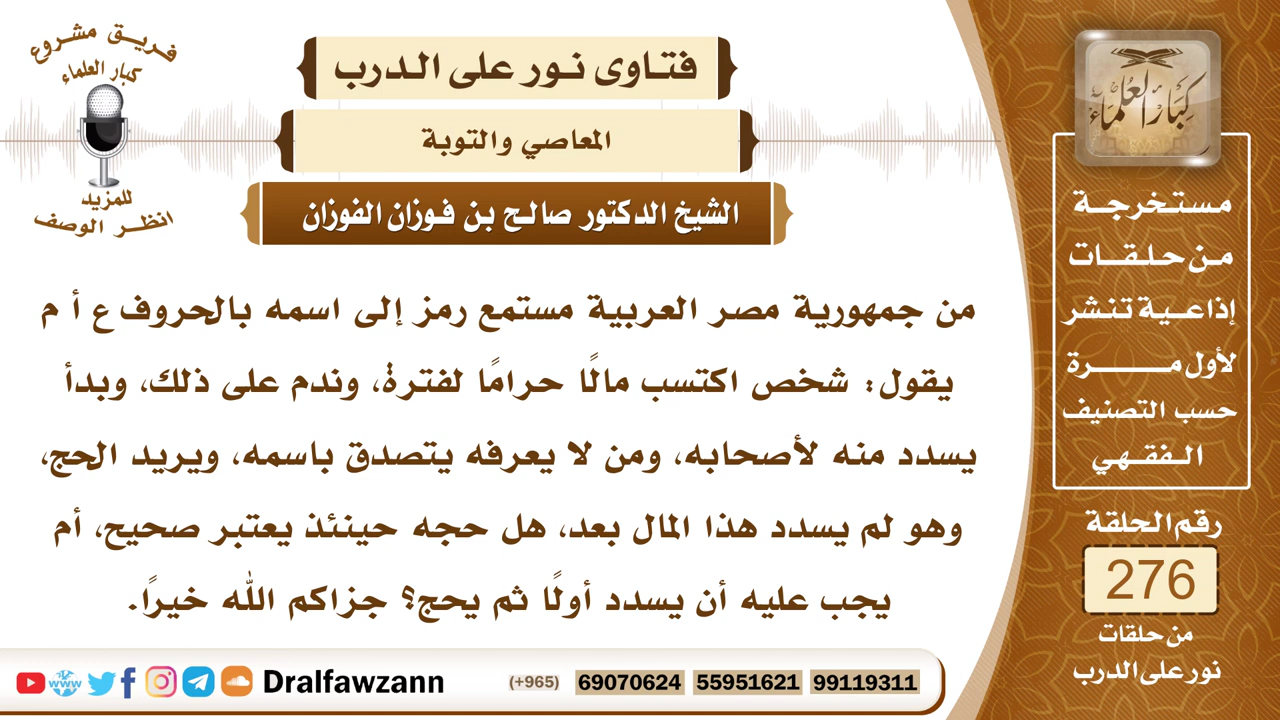 فريق مشروع
كبار العلماء
للمزيد
انظر الوصف
فتاوى نور على الدرب
المعاصي والتوبة
الشيخ الدكتور صالح بن فوزان الفوزان
من جمهورية مصر العربية مستمع رمز إلى اسمه بالحروف ع أ م
يقول: شخص اكتسب مالًا حرامًا لفترة، وندم على ذلك، وبدأ
يسدد منه لأصحابه، ومن لا يعرفه يتصدق باسمه، ويريد الحج،
وهو لم يسدد هذا المال بعد، هل حجه حينئذ يعتبر صحيح، أم
يجب عليه أن يسدد أولًا ثم يحج؟ جزاكم الله خيرًا.
كبار العلماء
مستخرجة
من حلقات
إذاعية تنشر
لأول مرة
حسب التصنيف
الفقهي
رقم الحلقة
276
من حلقات
نور على الدرب
www
Dralfawzann
(+965) 69070624 55951621 99119311